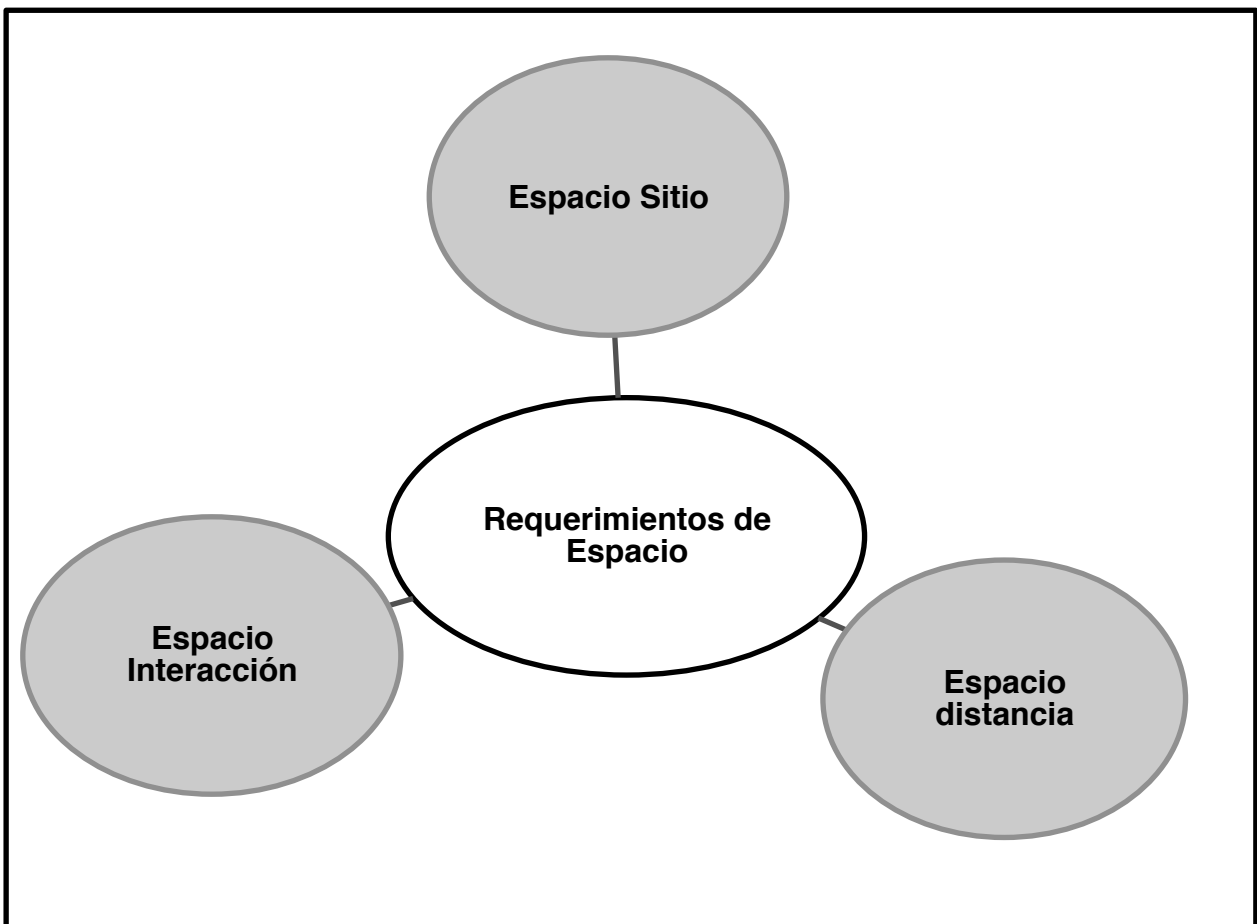 Espacio Sitio
Requerimientos de
Espacio
Espacio
Interacción
Espacio
distancia